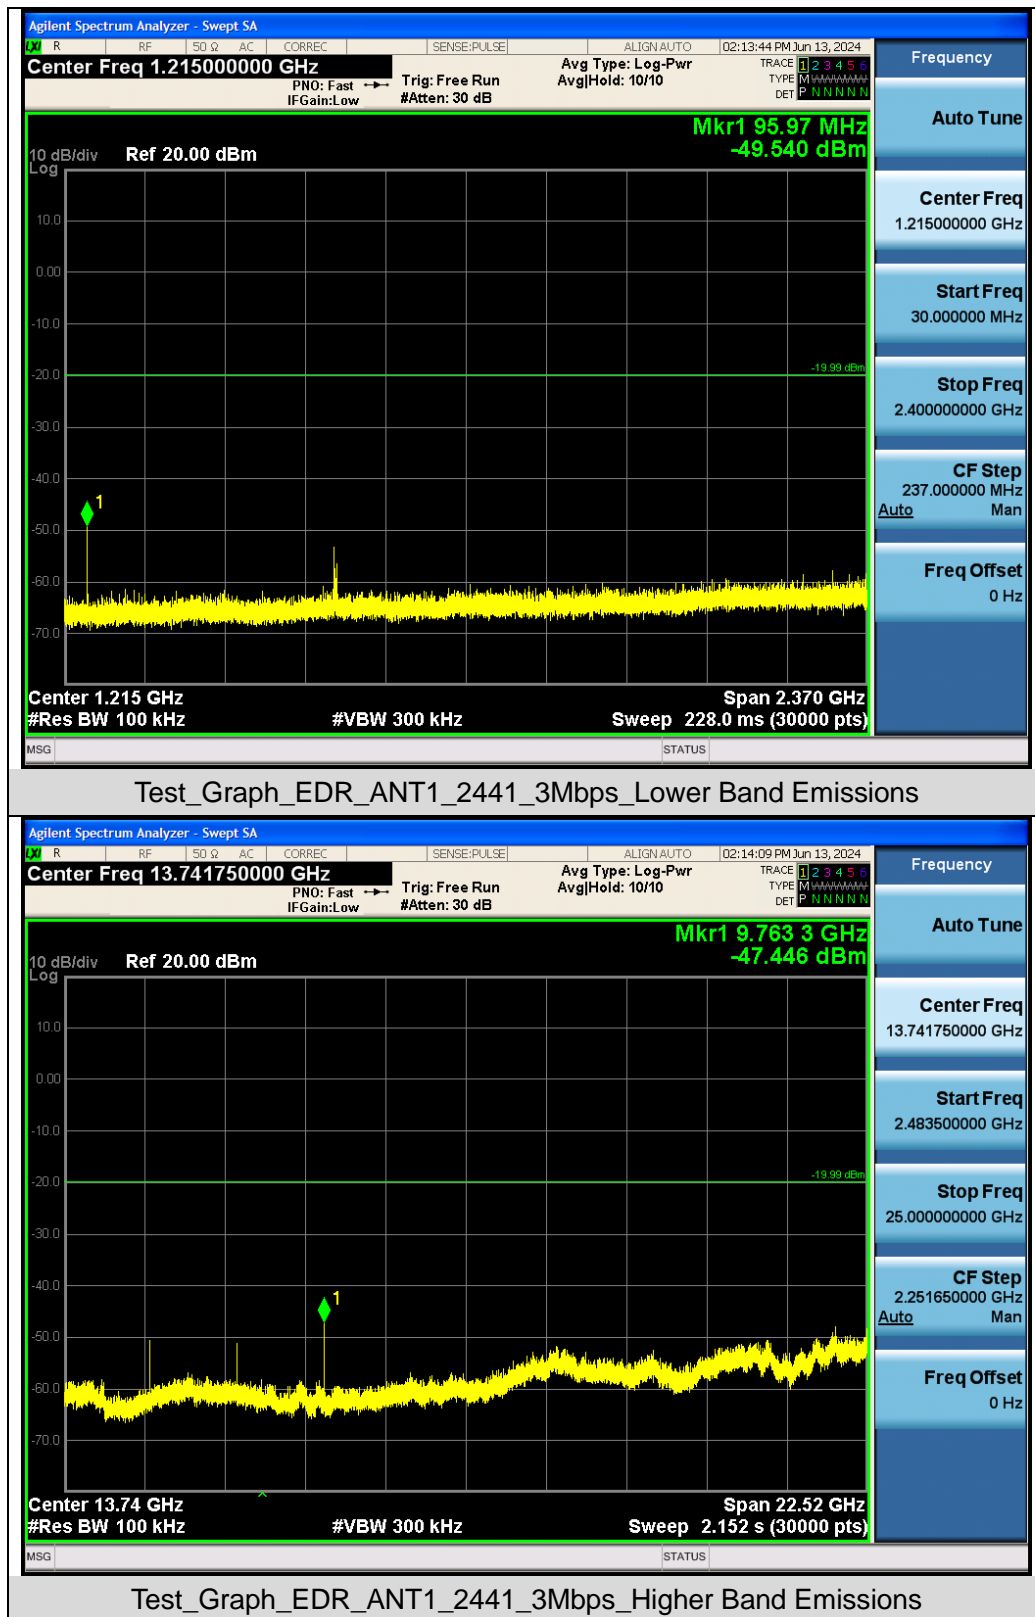 Agilent Spectrum Analyzer - Swept SA
LXI R RF 50 Ω AC CORREC SENSE:PULSE ALIGN AUTO 02:13:44 PM Jun 13, 2024
Center Freq 1.215000000 GHz
PNO: Fast
IFGain:Low
Trig: Free Run
#Atten: 30 dB
Avg Type: Log-Pwr
Avg|Hold: 10/10
TRACE 1 2 3 4 5 6
TYPE M
DET P N N N N N
Frequency
Auto Tune
Mkr1 95.97 MHz
-49.540 dBm
10 dB/div Ref 20.00 dBm
Log
10.0
0.00
-10.0
-20.0
-30.0
-40.0
-50.0
-60.0
-70.0
-19.99 dBm
1
Center Freq
1.215000000 GHz
Start Freq
30.000000 MHz
Stop Freq
2.400000000 GHz
CF Step
237.000000 MHz
Auto Man
Freq Offset
0 Hz
Center 1.215 GHz Span 2.370 GHz
#Res BW 100 kHz #VBW 300 kHz Sweep 228.0 ms (30000 pts)
MSG STATUS
Test_Graph_EDR_ANT1_2441_3Mbps_Lower Band Emissions
Agilent Spectrum Analyzer - Swept SA
LXI R RF 50 Ω AC CORREC SENSE:PULSE ALIGN AUTO 02:14:09 PM Jun 13, 2024
Center Freq 13.741750000 GHz
PNO: Fast
IFGain:Low
Trig: Free Run
#Atten: 30 dB
Avg Type: Log-Pwr
Avg|Hold: 10/10
TRACE 1 2 3 4 5 6
TYPE M
DET P N N N N N
Frequency
Auto Tune
Mkr1 9.763 3 GHz
-47.446 dBm
10 dB/div Ref 20.00 dBm
Log
10.0
0.00
-10.0
-20.0
-30.0
-40.0
-50.0
-60.0
-70.0
-19.99 dBm
1
Center Freq
13.741750000 GHz
Start Freq
2.483500000 GHz
Stop Freq
25.000000000 GHz
CF Step
2.251650000 GHz
Auto Man
Freq Offset
0 Hz
Center 13.74 GHz Span 22.52 GHz
#Res BW 100 kHz #VBW 300 kHz Sweep 2.152 s (30000 pts)
MSG STATUS
Test_Graph_EDR_ANT1_2441_3Mbps_Higher Band Emissions